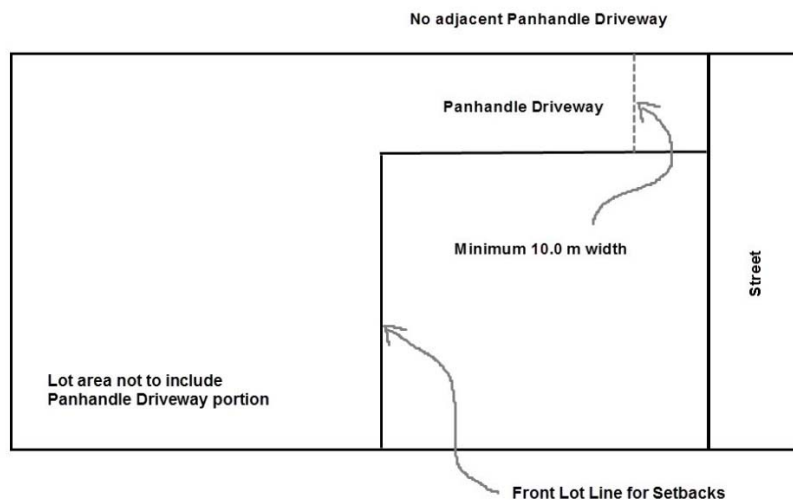 No adjacent Panhandle Driveway
Panhandle Driveway
Minimum 10.0 m width
Street
Lot area not to include
Panhandle Driveway portion
Front Lot Line for Setbacks